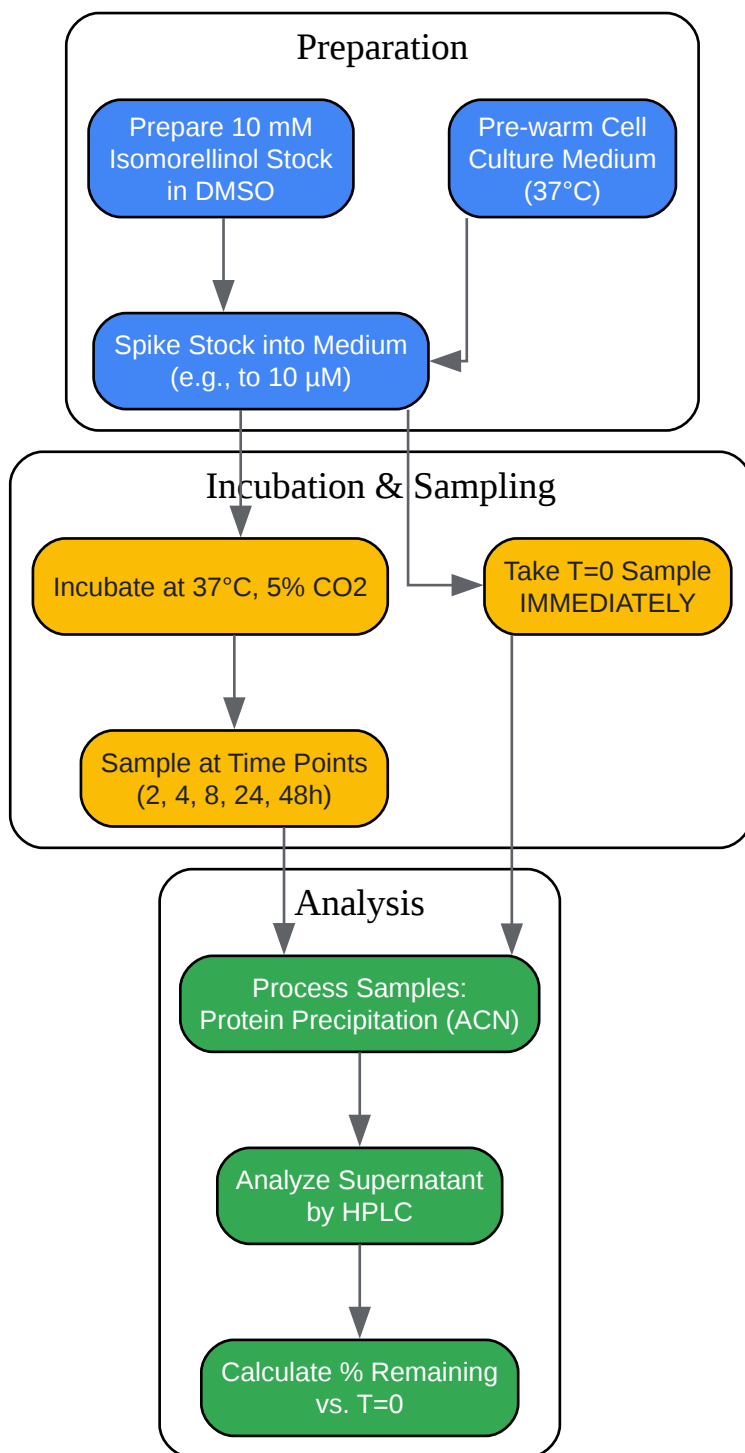 Preparation
Prepare 10 mM
Isomorellinol Stock
in DMSO
Pre-warm Cell
Culture Medium
(37°C)
Spike Stock into Medium
(e.g., to 10 µM)
Incubation & Sampling
Incubate at 37°C, 5% CO2
Take T=0 Sample
IMMEDIATELY
Sample at Time Points
(2, 4, 8, 24, 48h)
Analysis
Process Samples:
Protein Precipitation (ACN)
Analyze Supernatant
by HPLC
Calculate % Remaining
vs. T=0